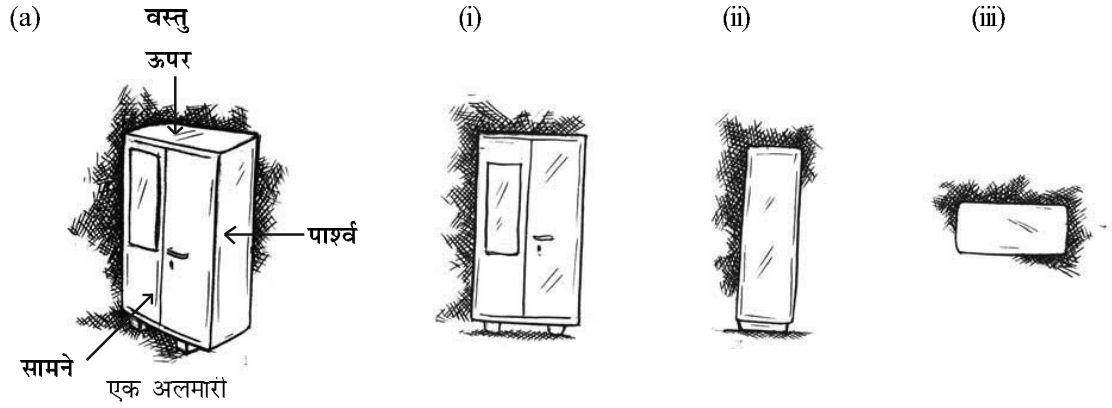 (a) वस्तु (i) (ii) (iii)
ऊपर
पार्श्व
सामने
एक अलमारी